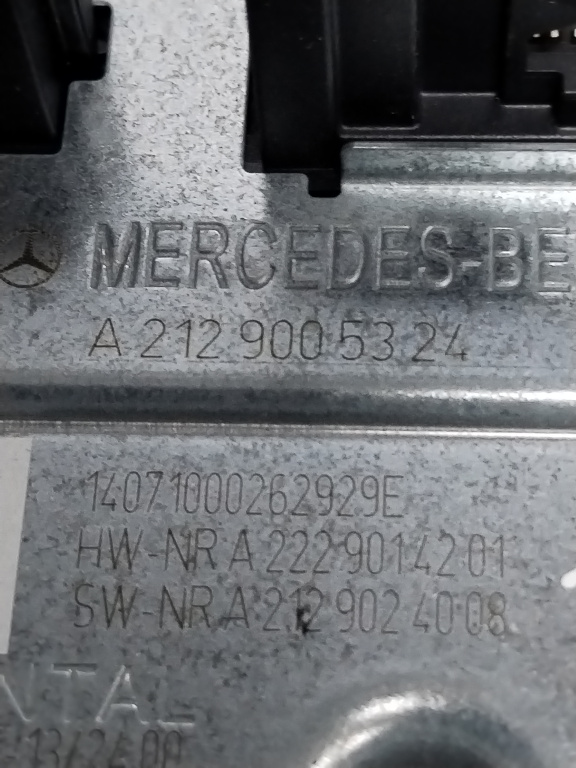 MERCEDES-BE
A 212 900 53 24
14071000262929E
HW-NR A 222 901 42 01
SW-NR A 212 902 40 08
NTAL